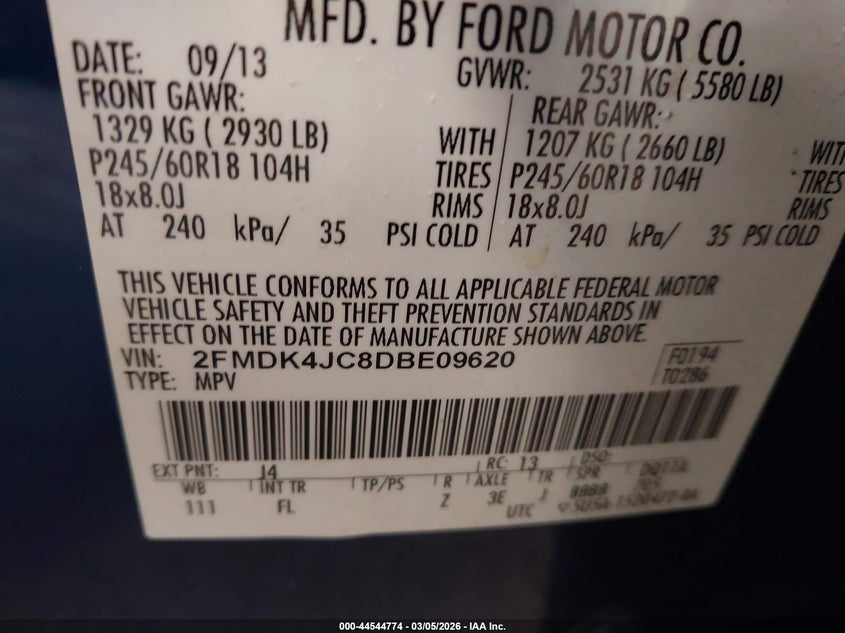 MFD. BY FORD MOTOR CO.
DATE: 09/13
GVWR: 2531 KG ( 5580 LB)
FRONT GAWR:
REAR GAWR:
1329 KG ( 2930 LB) WITH
1207 KG ( 2660 LB) WITH
P245/60R18 104H TIRES
P245/60R18 104H TIRES
18x8.0J RIMS
18x8.0J RIMS
AT 240 kPa/ 35 PSI COLD
AT 240 kPa/ 35 PSI COLD
THIS VEHICLE CONFORMS TO ALL APPLICABLE FEDERAL MOTOR
VEHICLE SAFETY AND THEFT PREVENTION STANDARDS IN
EFFECT ON THE DATE OF MANUFACTURE SHOWN ABOVE.
VIN: 2FMDK4JC8DBE09620
F0194
TYPE: MPV
T0286
EXT PNT: J4 RC: 13 DSO:
WB INT TR TP/PS R AXLE TR SPR
111 FL Z 3E J
UTC
000-44544774 - 03/05/2026 - IAA Inc.